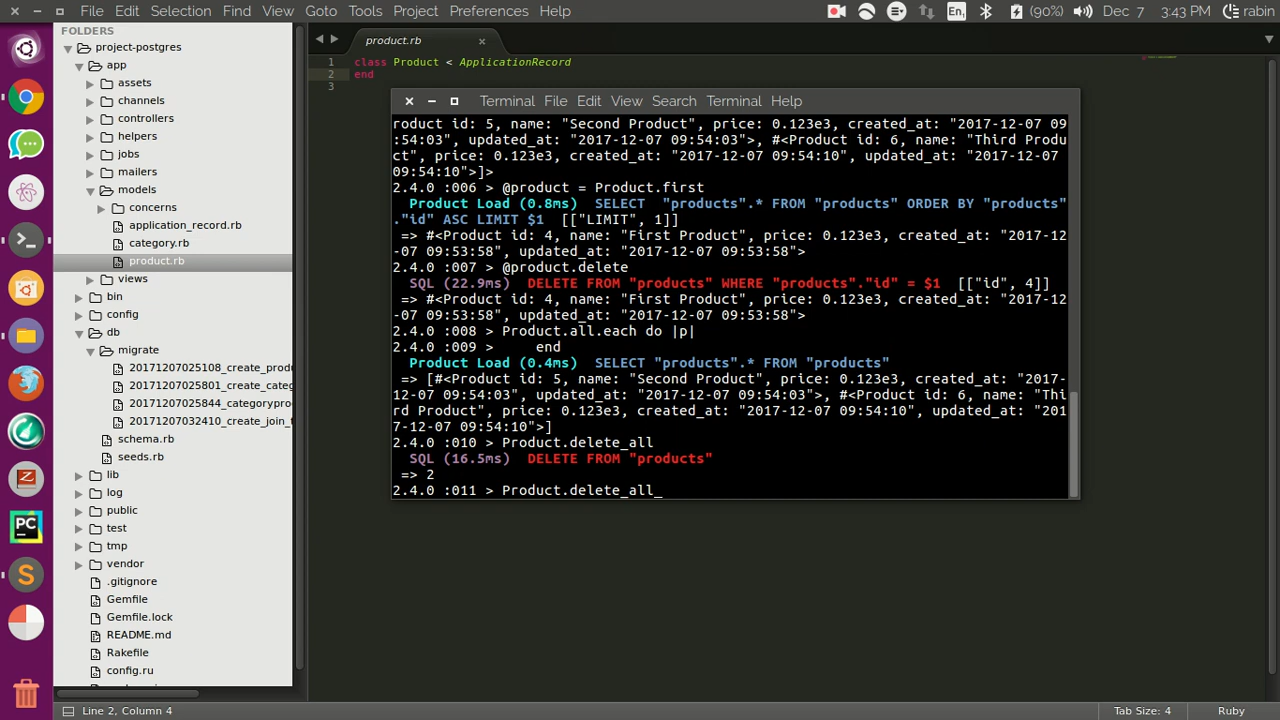 Edit Selection Find View Goto Tools Project Preferences Help En1 (90%) Dec 7 3:43 PM rabin
FOLDERS
project-postgres
app
assets
channels
controllers
helpers
jobs
mailers
models
concerns
application_record.rb
category.rb
product.rb
views
bin
config
db
migrate
20171207025108_create_produ
20171207025801_create_categ
20171207025844_categorypro
20171207032410_create_join_t
schema.rb
seeds.rb
lib
log
public
test
tmp
vendor
.gitignore
Gemfile
Gemfile.lock
README.md
Rakefile
config.ru
product.rb
1 class Product < ApplicationRecord
2 end
3
Terminal File Edit View Search Terminal Help
roduct id: 5, name: "Second Product", price: 0.123e3, created_at: "2017-12-07 09
:54:03", updated_at: "2017-12-07 09:54:03">, #<Product id: 6, name: "Third Produ
ct", price: 0.123e3, created_at: "2017-12-07 09:54:10", updated_at: "2017-12-07
09:54:10">]>
2.4.0 :006 > @product = Product.first
Product Load (0.8ms) SELECT "products".* FROM "products" ORDER BY "products"
."id" ASC LIMIT $1 [["LIMIT", 1]]
=> #<Product id: 4, name: "First Product", price: 0.123e3, created_at: "2017-12
-07 09:53:58", updated_at: "2017-12-07 09:53:58">
2.4.0 :007 > @product.delete
SQL (22.9ms) DELETE FROM "products" WHERE "products"."id" = $1 [["id", 4]]
=> #<Product id: 4, name: "First Product", price: 0.123e3, created_at: "2017-12
-07 09:53:58", updated_at: "2017-12-07 09:53:58">
2.4.0 :008 > Product.all.each do |p|
2.4.0 :009 > end
Product Load (0.4ms) SELECT "products".* FROM "products"
=> [#<Product id: 5, name: "Second Product", price: 0.123e3, created_at: "2017-
12-07 09:54:03", updated_at: "2017-12-07 09:54:03">, #<Product id: 6, name: "Thi
rd Product", price: 0.123e3, created_at: "2017-12-07 09:54:10", updated_at: "201
7-12-07 09:54:10">]
2.4.0 :010 > Product.delete_all
SQL (16.5ms) DELETE FROM "products"
=> 2
2.4.0 :011 > Product.delete_all_
PC
Line 2, Column 4 Tab Size: 4 Ruby